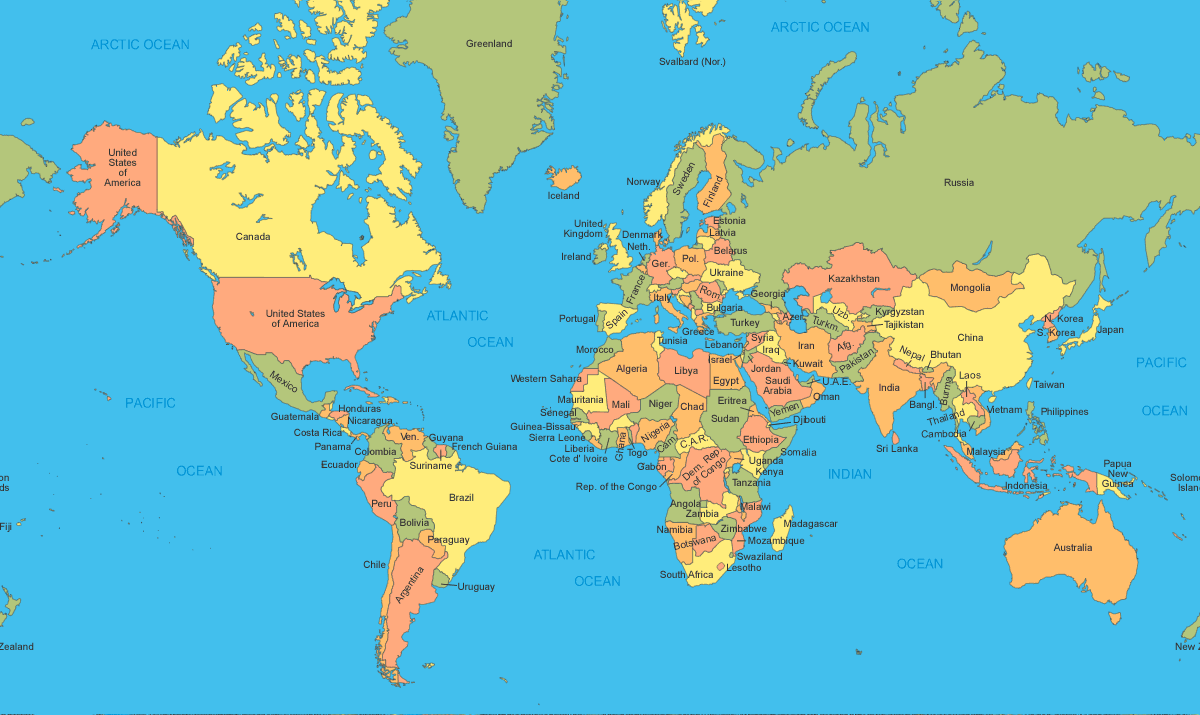 ARCTIC OCEAN
Greenland
ARCTIC OCEAN
Svalbard (Nor.)
United
States
of
America
Canada
Iceland
Norway
Sweden
Finland
Russia
United
Kingdom
Ireland
Denmark
Neth.
Estonia
Latvia
Belarus
Ger.
Pol.
Ukraine
France
Rom.
Italy
Bulgaria
Georgia
Kazakhstan
Mongolia
United States
of America
ATLANTIC
OCEAN
Portugal
Spain
Greece
Turkey
Azer.
Uzb.
Turkm.
Kyrgyzstan
Tajikistan
China
N. Korea
S. Korea
Japan
Morocco
Tunisia
Lebanon
Israel
Syria
Iraq
Iran
Afg.
Jordan
Kuwait
Pakistan
Nepal
Bhutan
PACIFIC
OCEAN
Mexico
Western Sahara
Algeria
Libya
Egypt
Saudi
Arabia
U.A.E.
Oman
India
Bangl.
Burma
Laos
Taiwan
PACIFIC
OCEAN
Guatemala
Honduras
Nicaragua
Costa Rica
Panama
Mauritania
Mali
Niger
Chad
Sudan
Eritrea
Yemen
Djibouti
Thailand
Vietnam
Philippines
Cambodia
Senegal
Guinea-Bissau
Sierra Leone
Liberia
Cote d' Ivoire
Ghana
Togo
Nigeria
Cam.
C.A.R.
Ethiopia
Somalia
Sri Lanka
Malaysia
Ven.
Guyana
French Guiana
Colombia
Suriname
Ecuador
Brazil
Peru
Bolivia
Paraguay
Chile
Argentina
Uruguay
Gabon
Rep. of the Congo
Dem. Rep.
of Congo
Uganda
Kenya
Tanzania
INDIAN
OCEAN
Indonesia
Papua
New
Guinea
Solomon
Islan
on
ds
Fiji
Angola
Zambia
Malawi
Namibia
Botswana
Zimbabwe
Mozambique
Madagascar
Swaziland
Lesotho
South Africa
ATLANTIC
OCEAN
Australia
Zealand
New Z